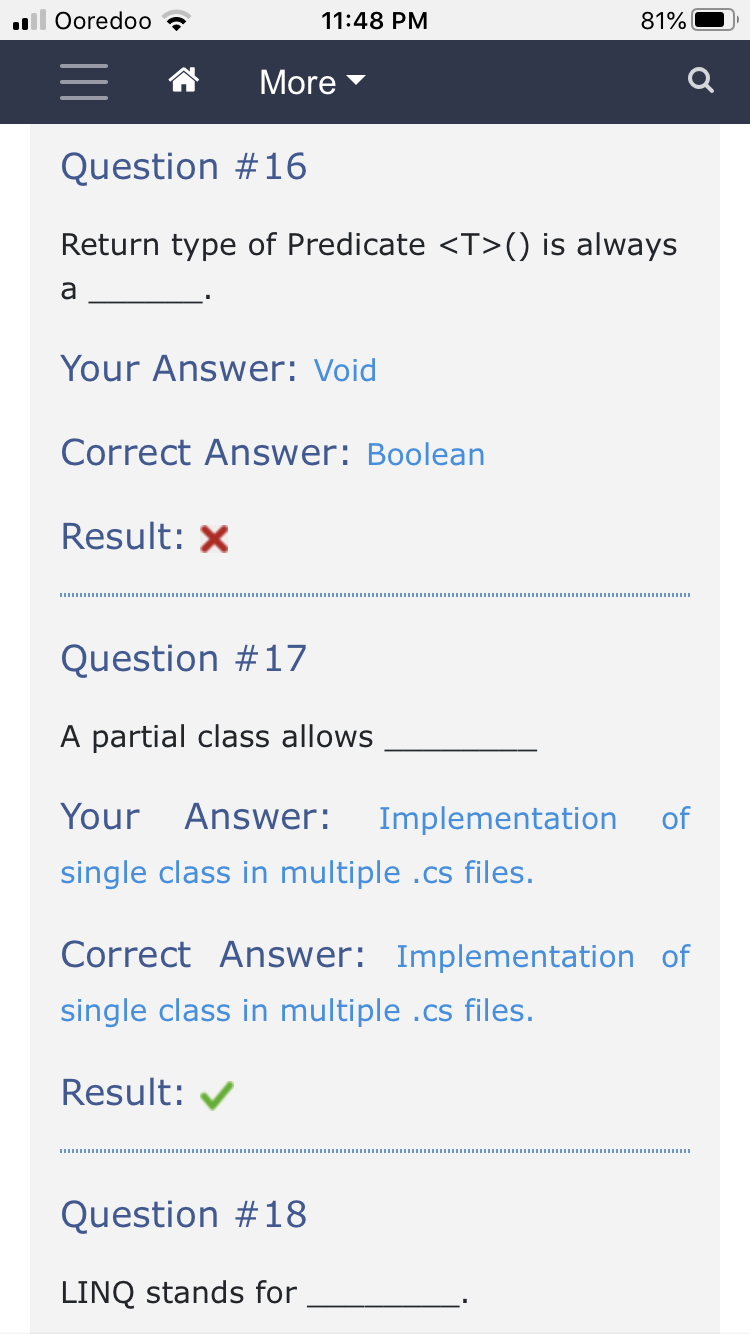 Ooredoo 11:48 PM 81%
More
Question #16
Return type of Predicate <T>() is always
a ______.
Your Answer: Void
Correct Answer: Boolean
Result:
Question #17
A partial class allows ________
Your Answer: Implementation of
single class in multiple .cs files.
Correct Answer: Implementation of
single class in multiple .cs files.
Result:
Question #18
LINQ stands for ________.